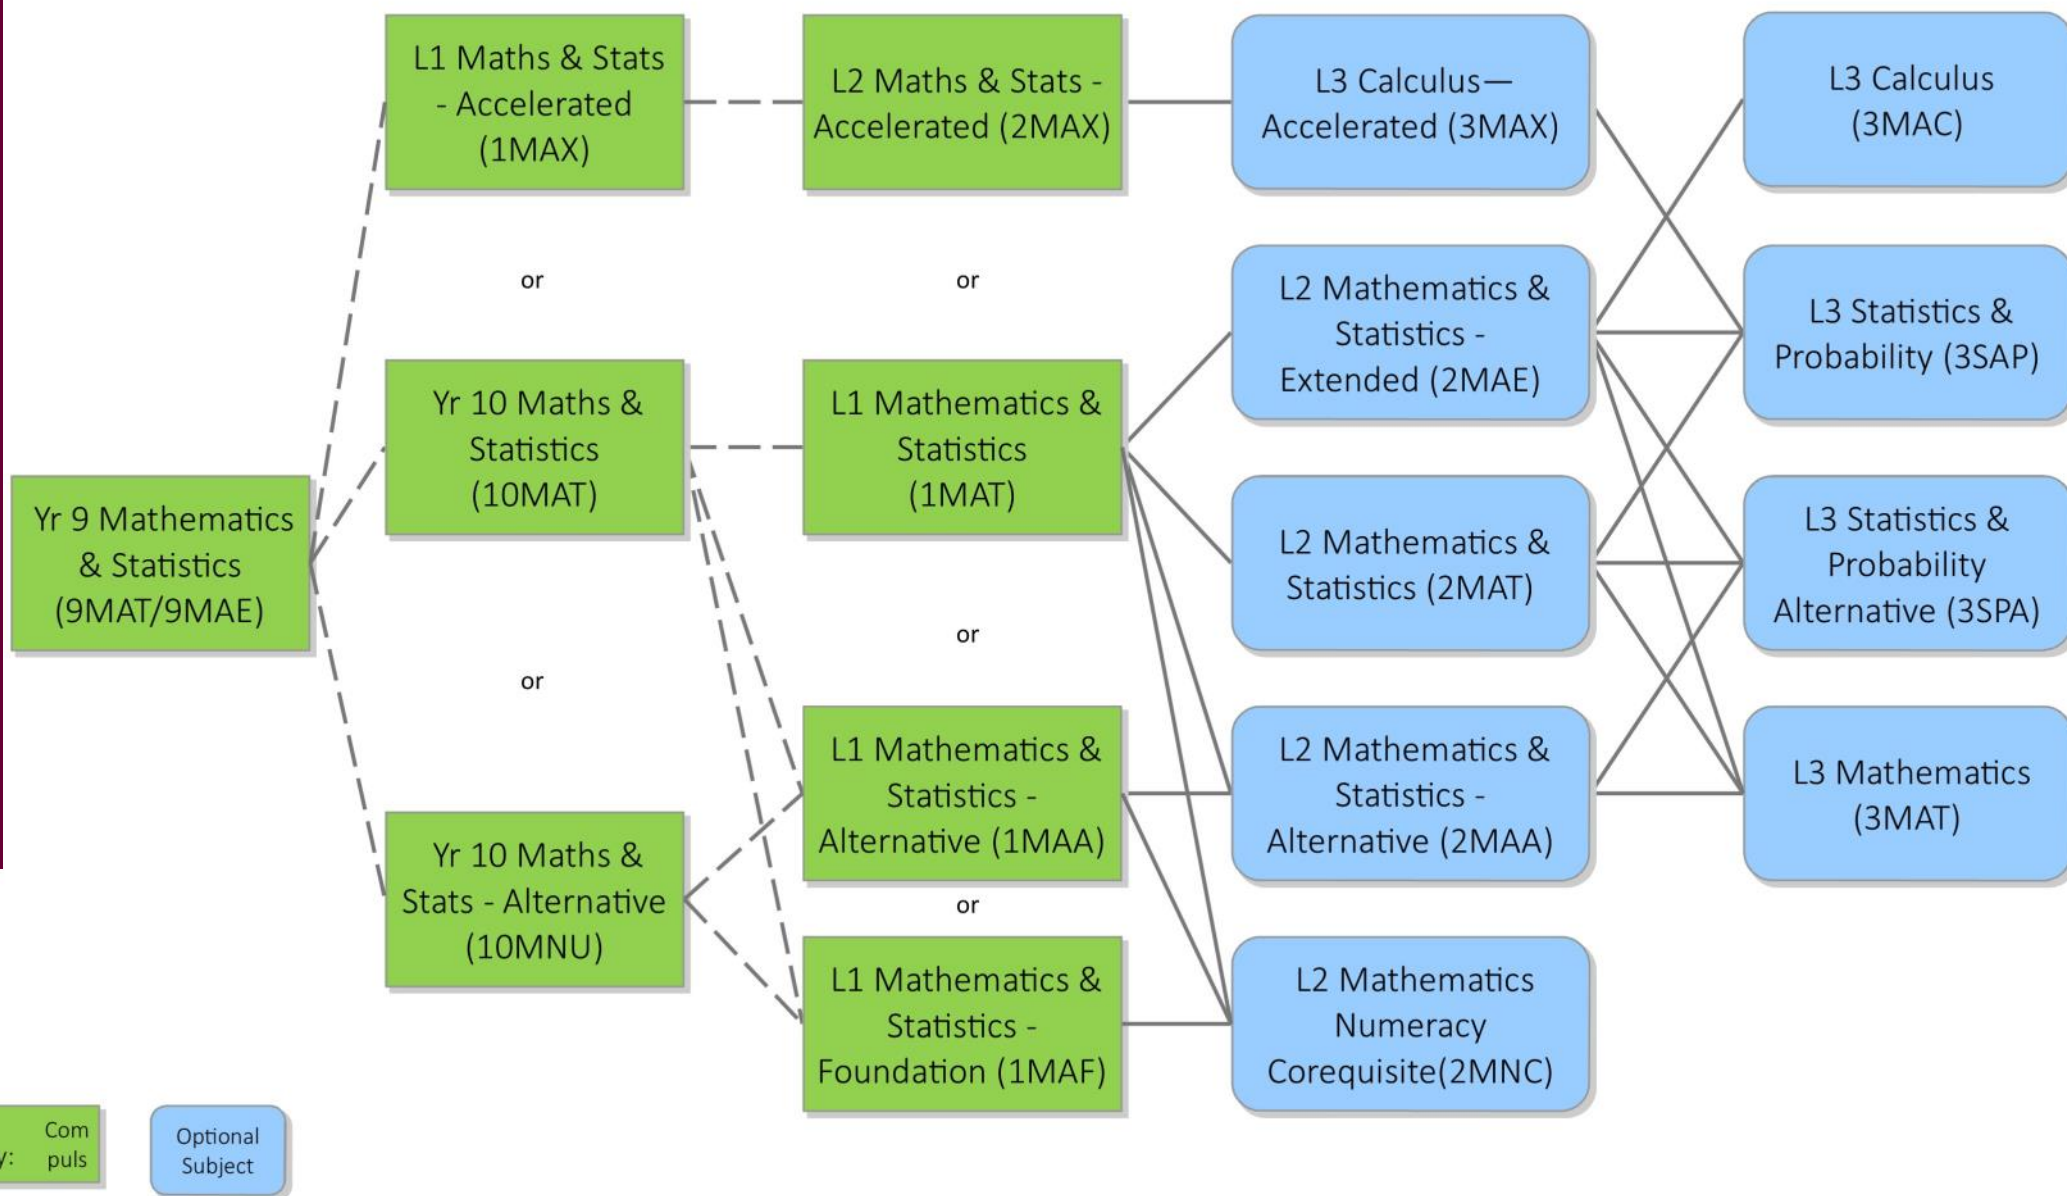 Yr 9 Mathematics
& Statistics
(9MAT/9MAE)
L1 Maths & Stats
- Accelerated
(1MAX)
or
Yr 10 Maths &
Statistics
(10MAT)
or
Yr 10 Maths &
Stats - Alternative
(10MNU)
L2 Maths & Stats -
Accelerated (2MAX)
or
L1 Mathematics &
Statistics
(1MAT)
or
L1 Mathematics &
Statistics -
Alternative (1MAA)
or
L1 Mathematics &
Statistics -
Foundation (1MAF)
L3 Calculus—
Accelerated (3MAX)
L2 Mathematics &
Statistics -
Extended (2MAE)
L2 Mathematics &
Statistics (2MAT)
L2 Mathematics &
Statistics -
Alternative (2MAA)
L2 Mathematics
Numeracy
Corequisite(2MNC)
L3 Calculus
(3MAC)
L3 Statistics &
Probability (3SAP)
L3 Statistics &
Probability
Alternative (3SPA)
L3 Mathematics
(3MAT)
Com
y: puls
Optional
Subject